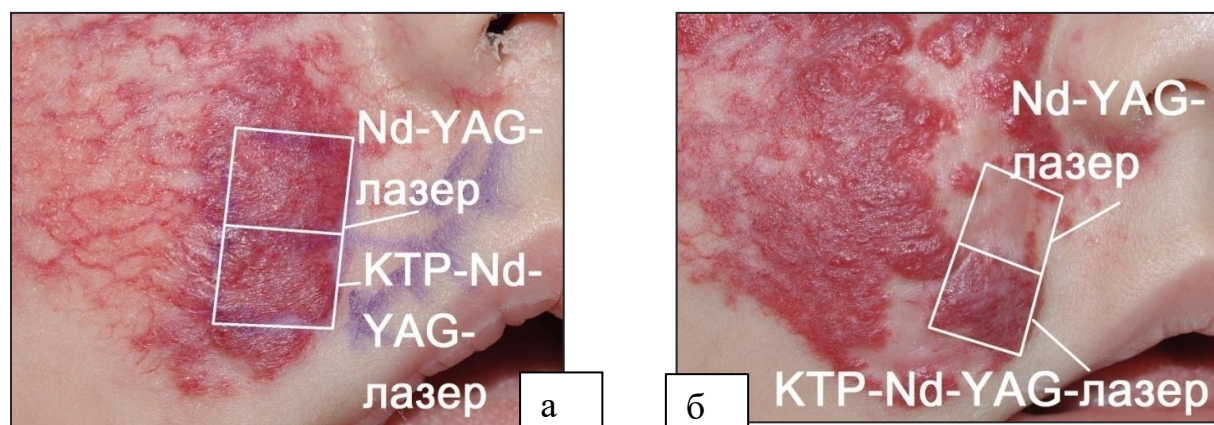 Nd-YAG-
лазер
KTP-Nd-
YAG-
лазер
а
Nd-YAG-
лазер
KTP-Nd-YAG-лазер
б